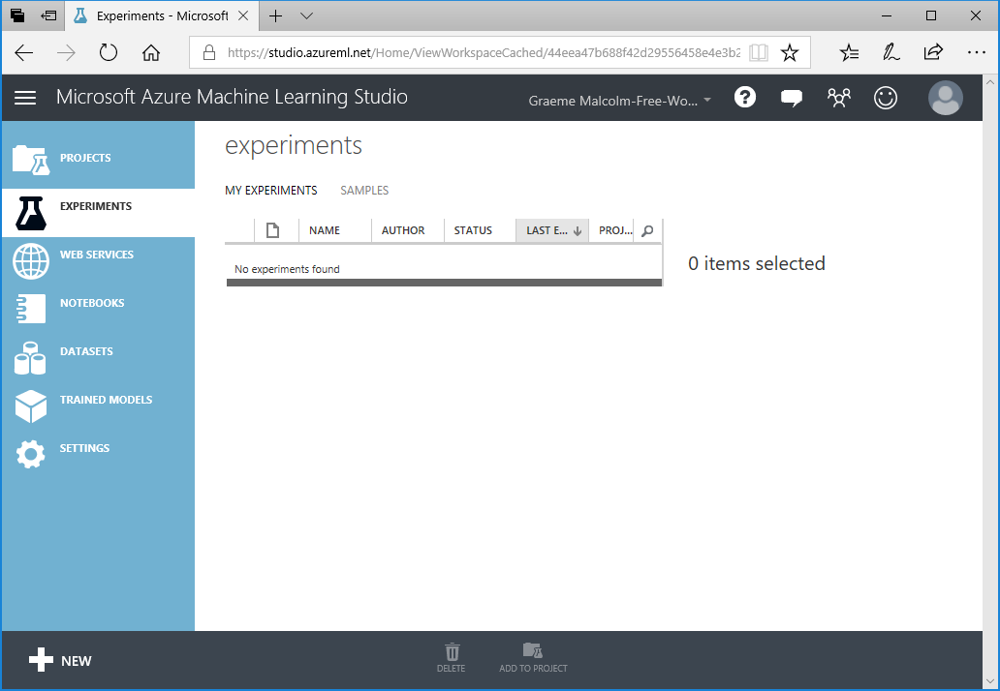 Experiments - Microsoft
https://studio.azureml.net/Home/ViewWorkspaceCached/44eea47b688f42d29556458e4e3b2
Microsoft Azure Machine Learning Studio
Graeme Malcolm-Free-Wo...
?
PROJECTS
EXPERIMENTS
WEB SERVICES
NOTEBOOKS
DATASETS
TRAINED MODELS
SETTINGS
experiments
MY EXPERIMENTS SAMPLES
NAME AUTHOR STATUS LAST E... PROJ...
No experiments found
0 items selected
NEW
DELETE
ADD TO PROJECT